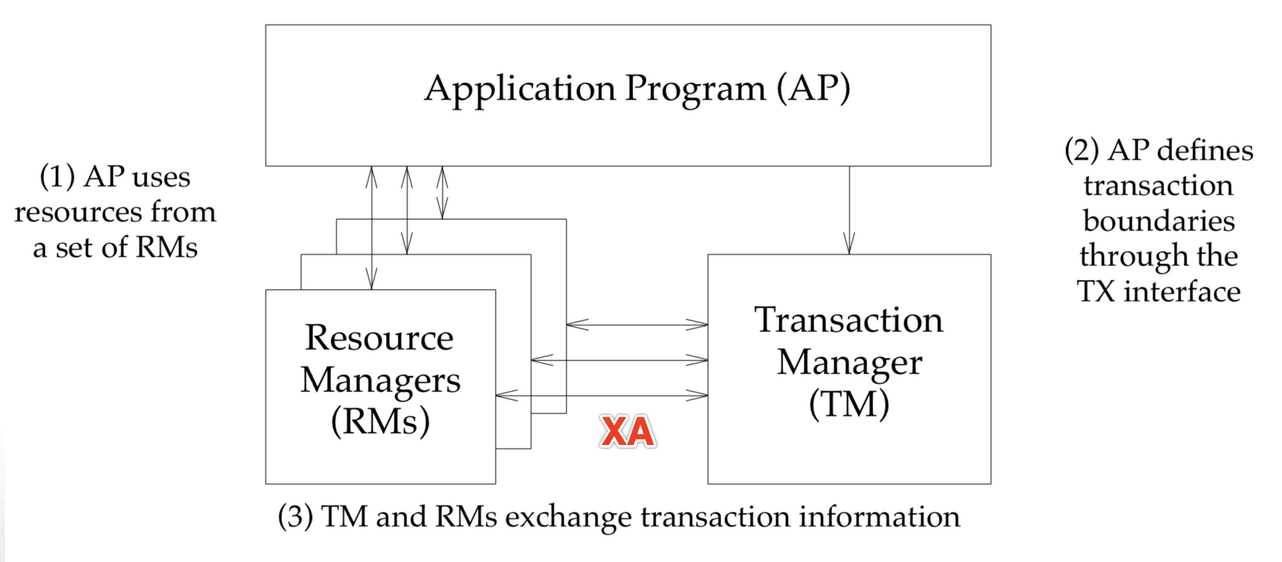 Application Program (AP)
(1) AP uses
resources from
a set of RMs
(2) AP defines
transaction
boundaries
through the
TX interface
Resource
Managers
(RMs)
Transaction
Manager
(TM)
XA
(3) TM and RMs exchange transaction information